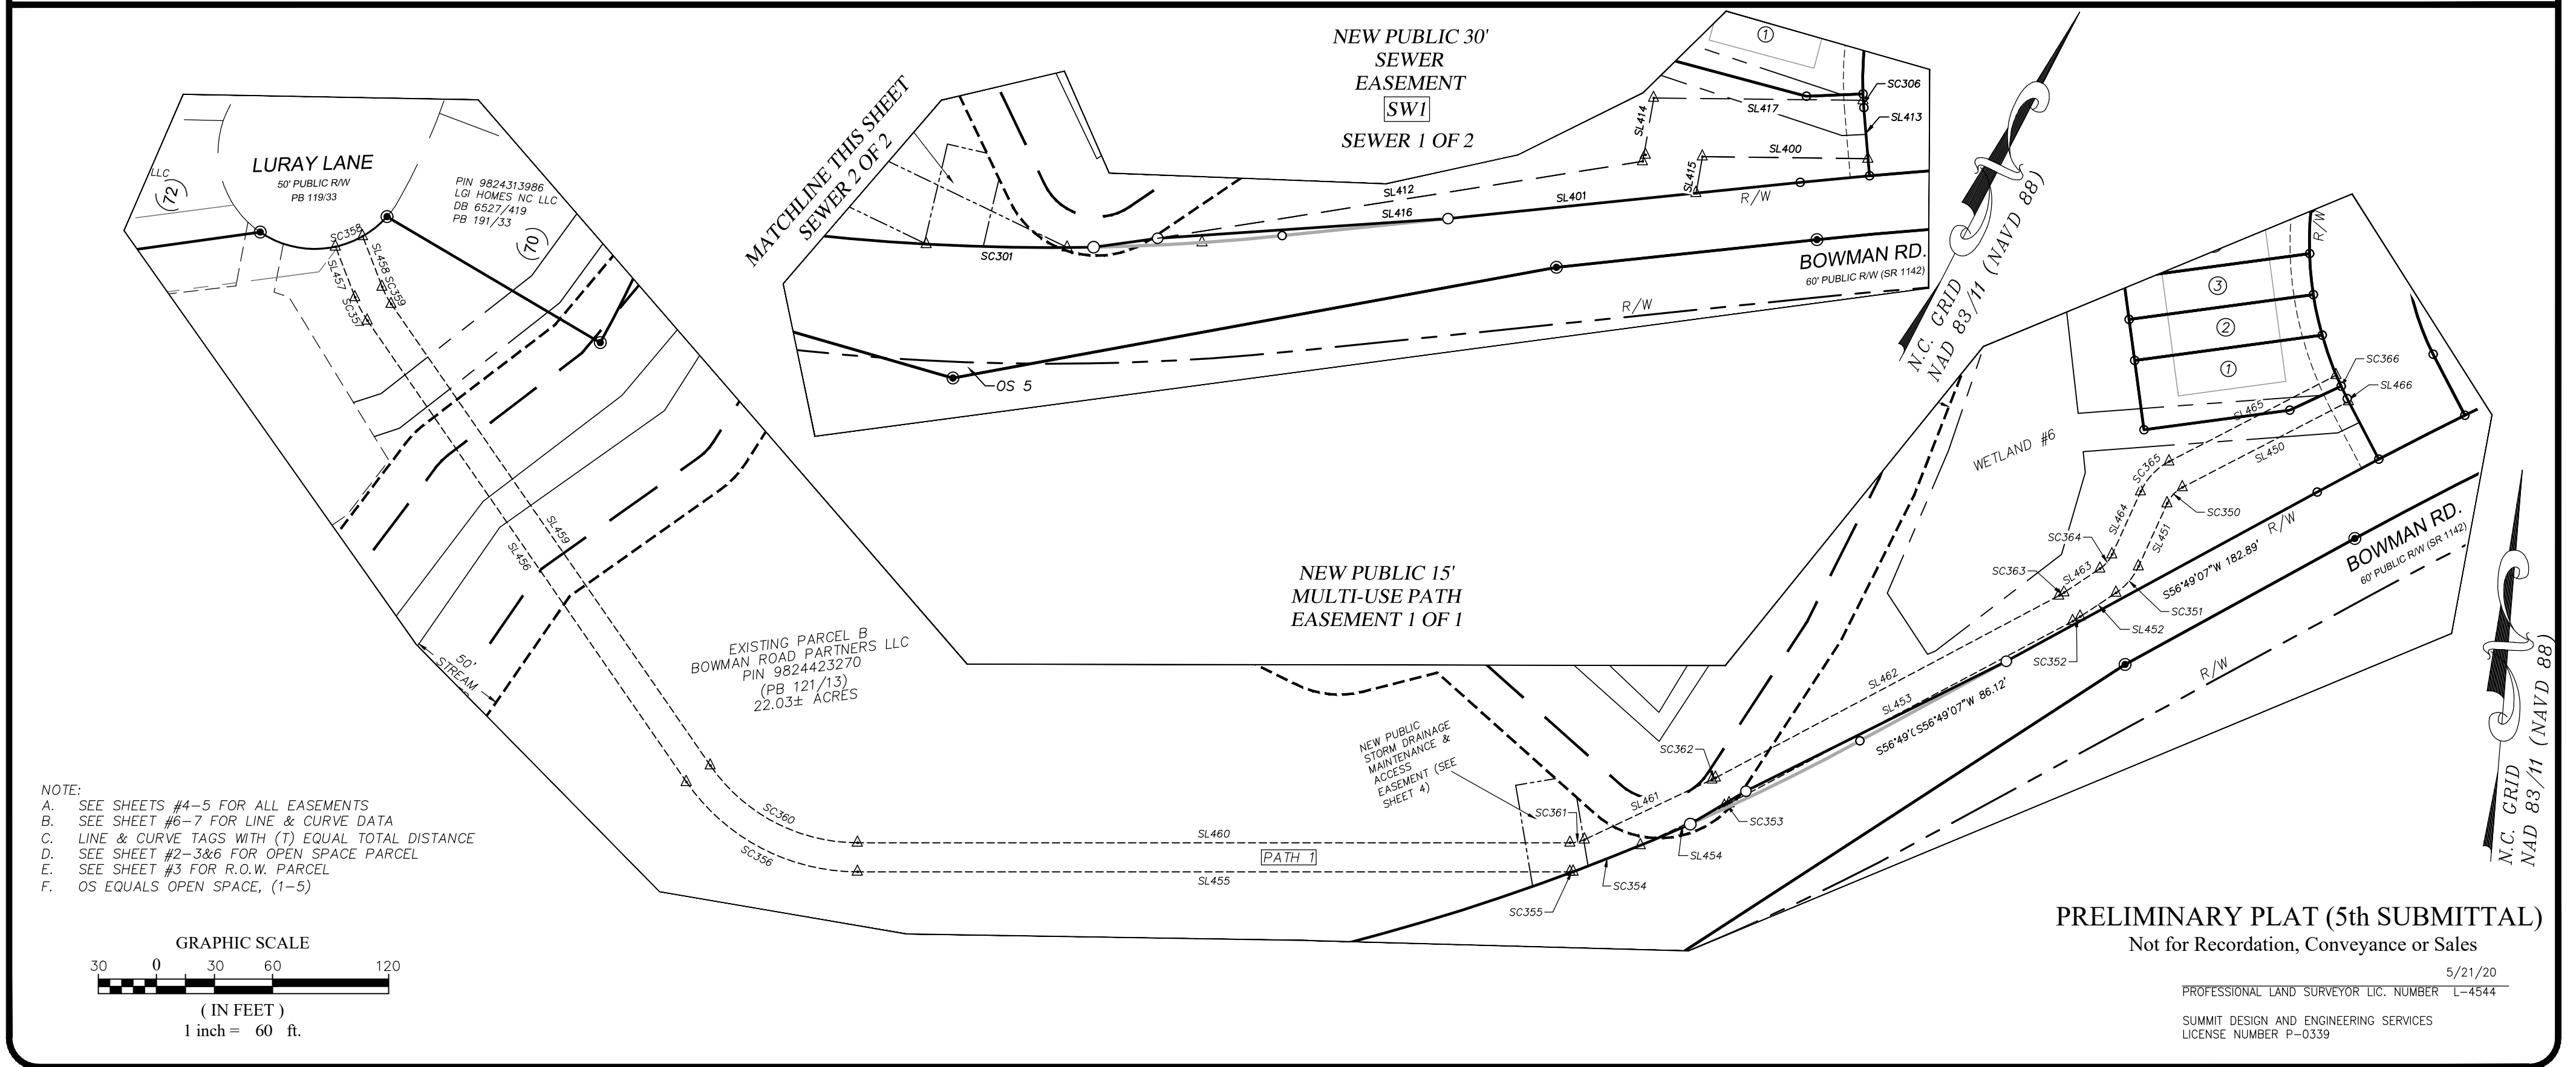 LURAY LANE
50' PUBLIC R/W
PB 119/33
LLC
(72)
PIN 9824313986
LGI HOMES NC LLC
DB 6527/419
PB 191/33
(70)
SC358
SL457
SC357
SL458
SC359
SL456
SL459
50'
STREAM
EXISTING PARCEL B
BOWMAN ROAD PARTNERS LLC
PIN 9824423270
(PB 121/13)
22.03± ACRES
SC360
SC356
SL460
PATH 1
SL455
MATCHLINE THIS SHEET
SEWER 2 OF 2
NEW PUBLIC 30'
SEWER
EASEMENT
SW1
SEWER 1 OF 2
1
SC306
SL417
SL413
SL414
SL400
SL415
SL412
SL416
SL401
R/W
SC301
BOWMAN RD.
60' PUBLIC R/W (SR 1142)
R/W
OS 5
N.C. GRID
NAD 83/11 (NAVD 88)
NEW PUBLIC 15'
MULTI-USE PATH
EASEMENT 1 OF 1
NEW PUBLIC
STORM DRAINAGE
MAINTENANCE &
ACCESS
EASEMENT (SEE
SHEET 4)
SC361
SL461
SC362
SC353
SL454
SC354
SC355
SL462
SL453
S56°49'( S56°49'07"W 86.12'
WETLAND #6
R/W
3
2
1
SC366
SL466
SL465
SL450
SC365
SC350
SL464
SL451
SC364
SL463
SC363
SC351
SL452
SC352
S56°49'07"W 182.89'
R/W
BOWMAN RD.
60' PUBLIC R/W (SR 1142)
R/W
N.C. GRID
NAD 83/11 (NAVD 88)
NOTE:
A. SEE SHEETS #4-5 FOR ALL EASEMENTS
B. SEE SHEET #6-7 FOR LINE & CURVE DATA
C. LINE & CURVE TAGS WITH (T) EQUAL TOTAL DISTANCE
D. SEE SHEET #2-3&6 FOR OPEN SPACE PARCEL
E. SEE SHEET #3 FOR R.O.W. PARCEL
F. OS EQUALS OPEN SPACE, (1-5)
GRAPHIC SCALE
30 0 30 60 120
( IN FEET )
1 inch = 60 ft.
PRELIMINARY PLAT (5th SUBMITTAL)
Not for Recordation, Conveyance or Sales
5/21/20
PROFESSIONAL LAND SURVEYOR LIC. NUMBER L-4544
SUMMIT DESIGN AND ENGINEERING SERVICES
LICENSE NUMBER P-0339